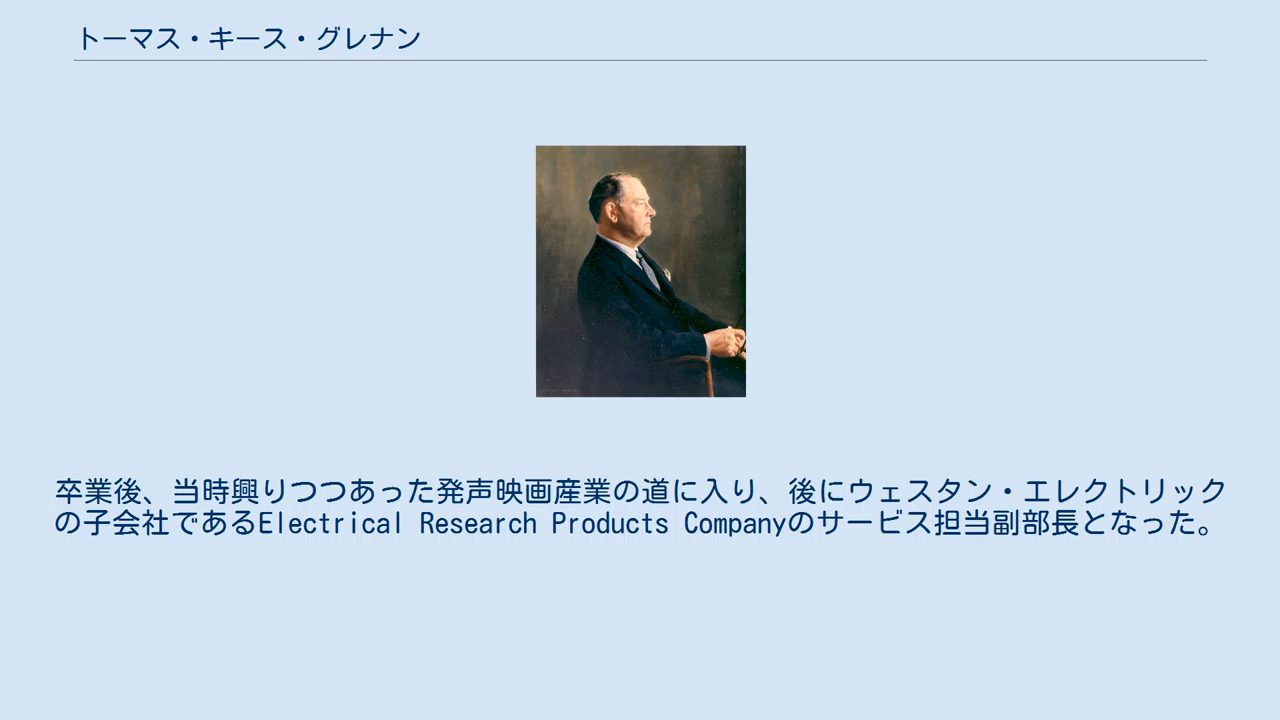 トーマス・キース・グレナン
卒業後、当時興りつつあった発声映画産業の道に入り、後にウェスタン・エレクトリック
の子会社であるElectrical Research Products Companyのサービス担当副部長となった。